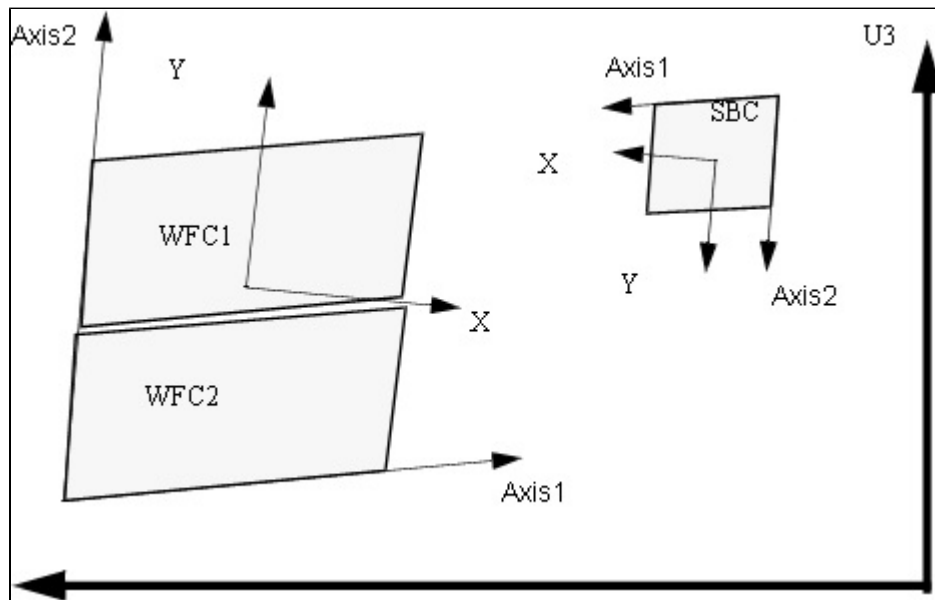 Axis2
U3
Y
Axis1
SBC
X
WFC1
Y
Axis2
X
WFC2
Axis1